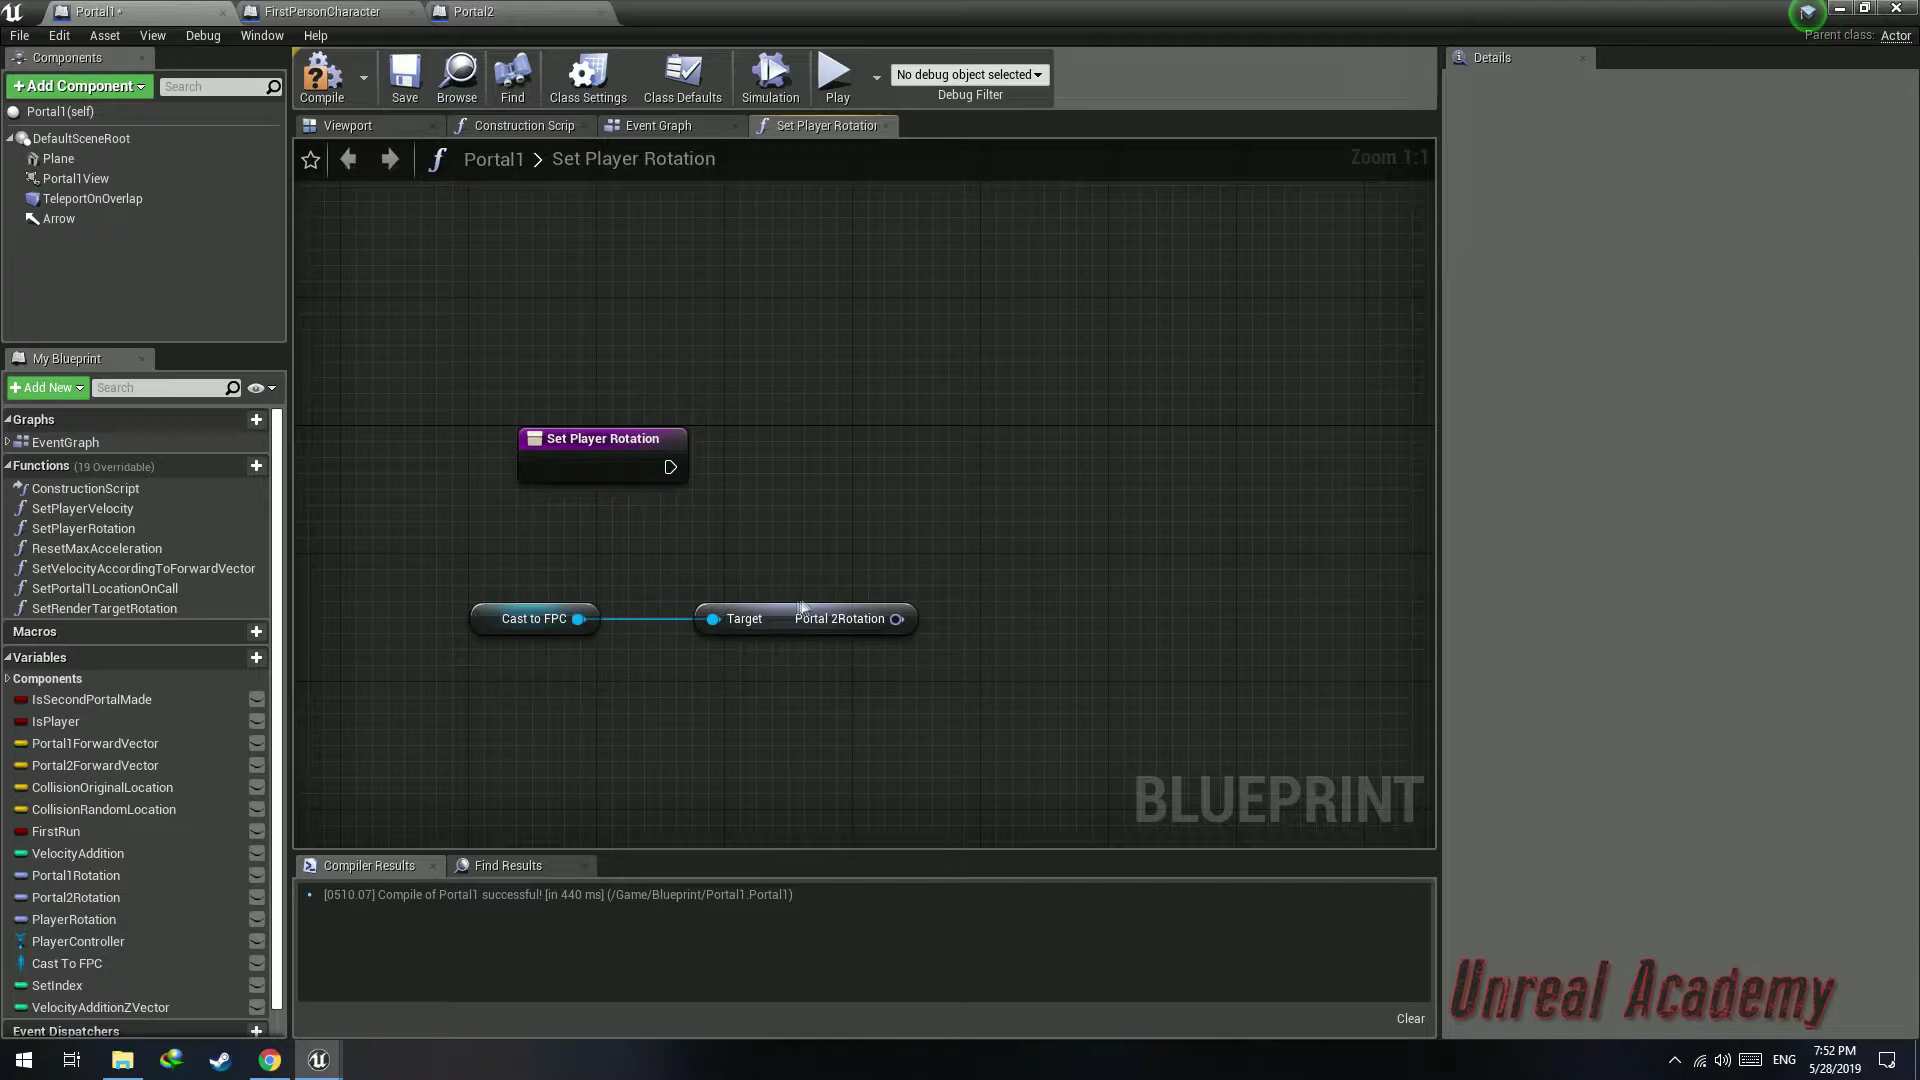 Portal1*
FirstPersonCharacter
Portal2
File Edit Asset View Debug Window Help
Parent class: Actor
Components
+Add Component
Search
Portal1(self)
DefaultSceneRoot
Plane
Portal1View
TeleportOnOverlap
Arrow
My Blueprint
+Add New
Search
Graphs
EventGraph
Functions (19 Overridable)
ConstructionScript
SetPlayerVelocity
SetPlayerRotation
ResetMaxAcceleration
SetVelocityAccordingToForwardVector
SetPortal1LocationOnCall
SetRenderTargetRotation
Macros
Variables
Components
IsSecondPortalMade
IsPlayer
Portal1ForwardVector
Portal2ForwardVector
CollisionOriginalLocation
CollisionRandomLocation
FirstRun
VelocityAddition
Portal1Rotation
Portal2Rotation
PlayerRotation
PlayerController
Cast To FPC
SetIndex
VelocityAdditionZVector
Event Dispatchers
Compile
Save
Browse
Find
Class Settings
Class Defaults
Simulation
Play
No debug object selected
Debug Filter
Viewport
Construction Scrip
Event Graph
Set Player Rotation
Portal1 > Set Player Rotation
Zoom 1:1
Set Player Rotation
Cast to FPC
Target
Portal 2Rotation
BLUEPRINT
Compiler Results
Find Results
[0510.07] Compile of Portal1 successful! [in 440 ms] (/Game/Blueprint/Portal1.Portal1)
Clear
Details
Unreal Academy
ENG
7:52 PM
5/28/2019